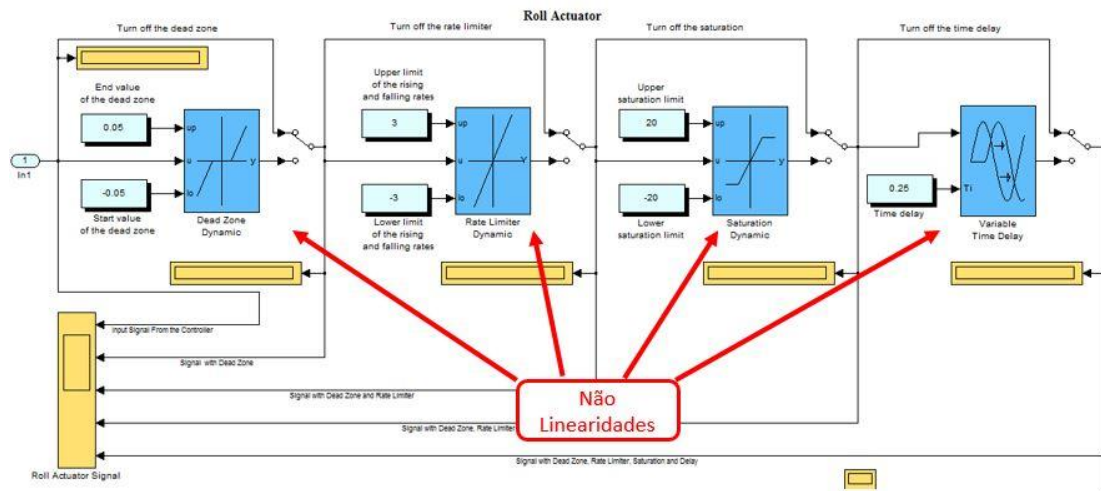 Roll Actuator
Turn off the dead zone
Turn off the rate limiter
Turn off the saturation
Turn off the time delay
End value
of the dead zone
0.05
up
u
y
lo
1
In1
-0.05
Start value
of the dead zone
Dead Zone
Dynamic
Upper limit
of the rising
and falling rates
3
up
u
Y
lo
-3
Lower limit
of the rising
and falling rates
Rate Limiter
Dynamic
Upper
saturation limit
20
up
u
y
lo
-20
Lower
saturation limit
Saturation
Dynamic
0.25
Time delay
Ti
Variable
Time Delay
Input Signal From the Controller
Signal with Dead Zone
Signal with Dead Zone and Rate Limiter
Signal with Dead Zone, Rate Limiter
Signal with Dead Zone, Rate Limiter, Saturation and Delay
Roll Actuator Signal
Não
Linearidades